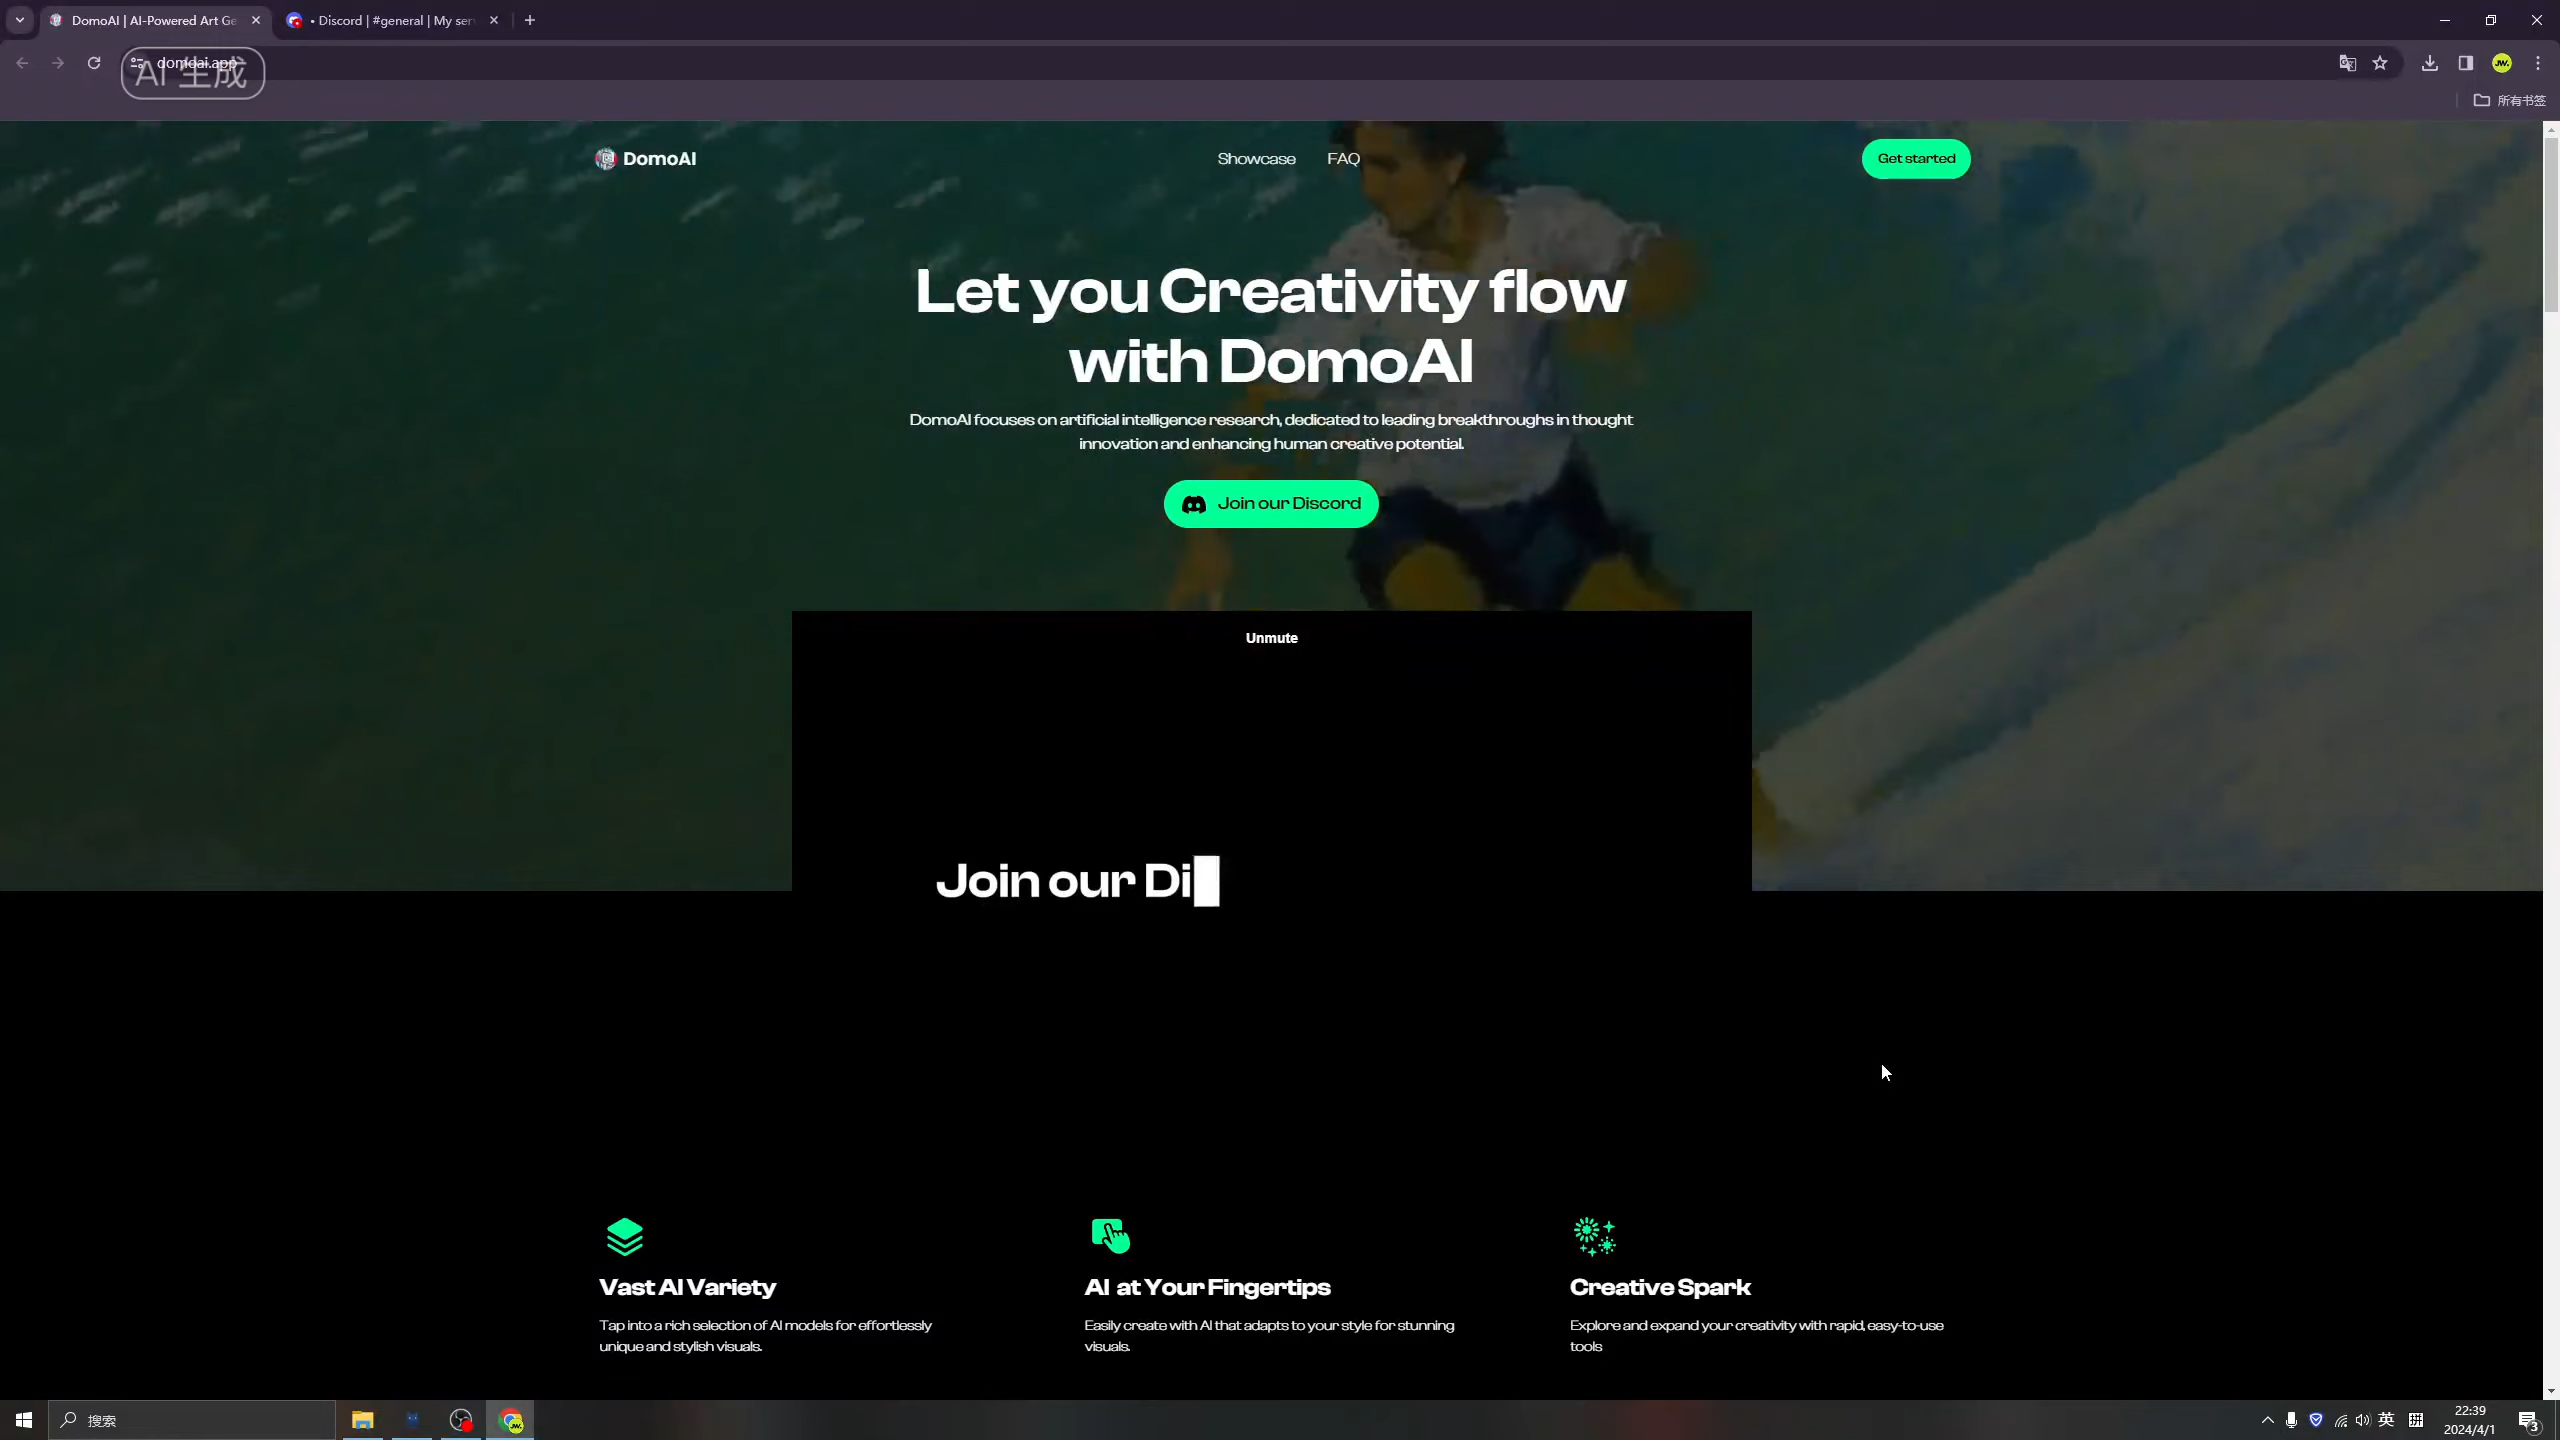 DomoAI | AI-Powered Art Ge
• Discord | #general | My ser
domoai.app
AI 生成
所有书签
DomoAI
Showcase
FAQ
Get started
Let you Creativity flow
with DomoAI
DomoAI focuses on artificial intelligence research, dedicated to leading breakthroughs in thought
innovation and enhancing human creative potential.
Join our Discord
Unmute
Join our Di
Vast AI Variety
Tap into a rich selection of AI models for effortlessly
unique and stylish visuals.
AI at Your Fingertips
Easily create with AI that adapts to your style for stunning
visuals.
Creative Spark
Explore and expand your creativity with rapid, easy-to-use
tools
搜索
英
拼
22:39
2024/4/1
3
JW.